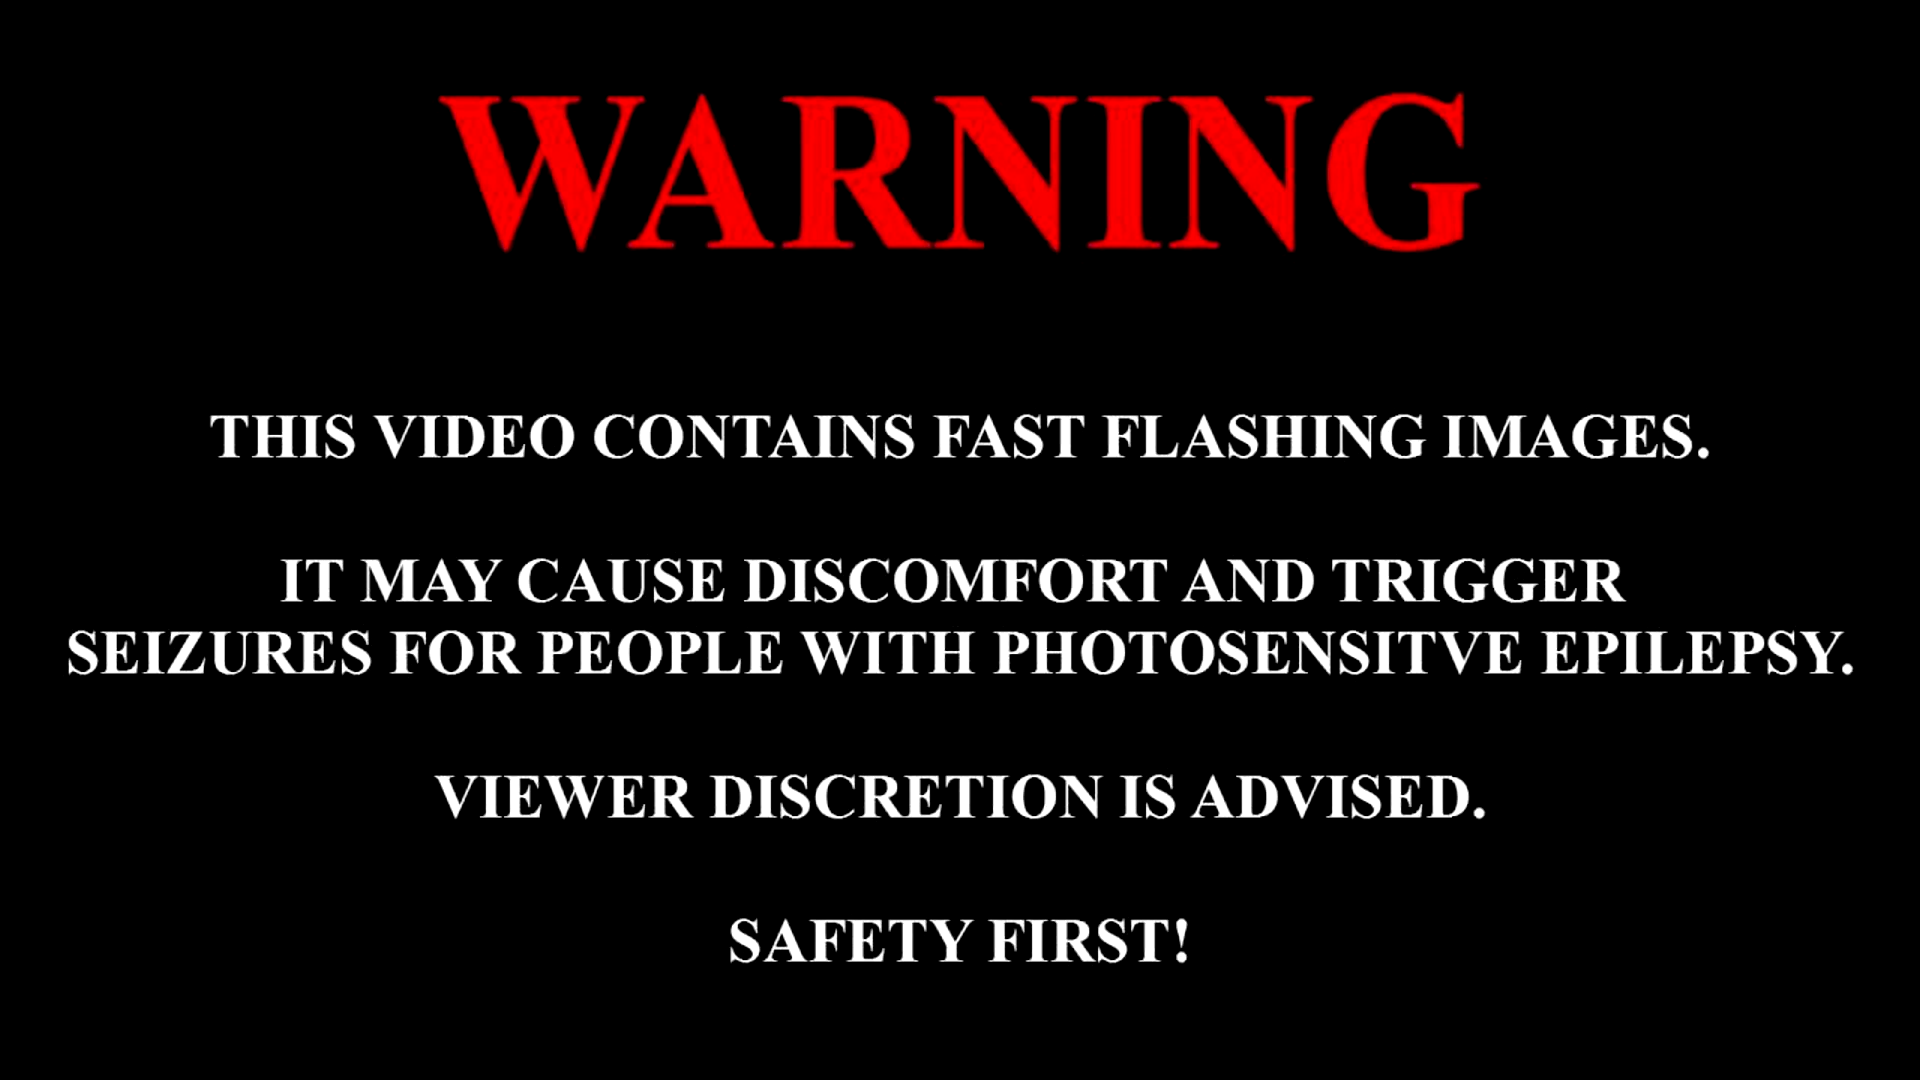 WARNING
THIS VIDEO CONTAINS FAST FLASHING IMAGES.
IT MAY CAUSE DISCOMFORT AND TRIGGER
SEIZURES FOR PEOPLE WITH PHOTOSENSITVE EPILEPSY.
VIEWER DISCRETION IS ADVISED.
SAFETY FIRST!